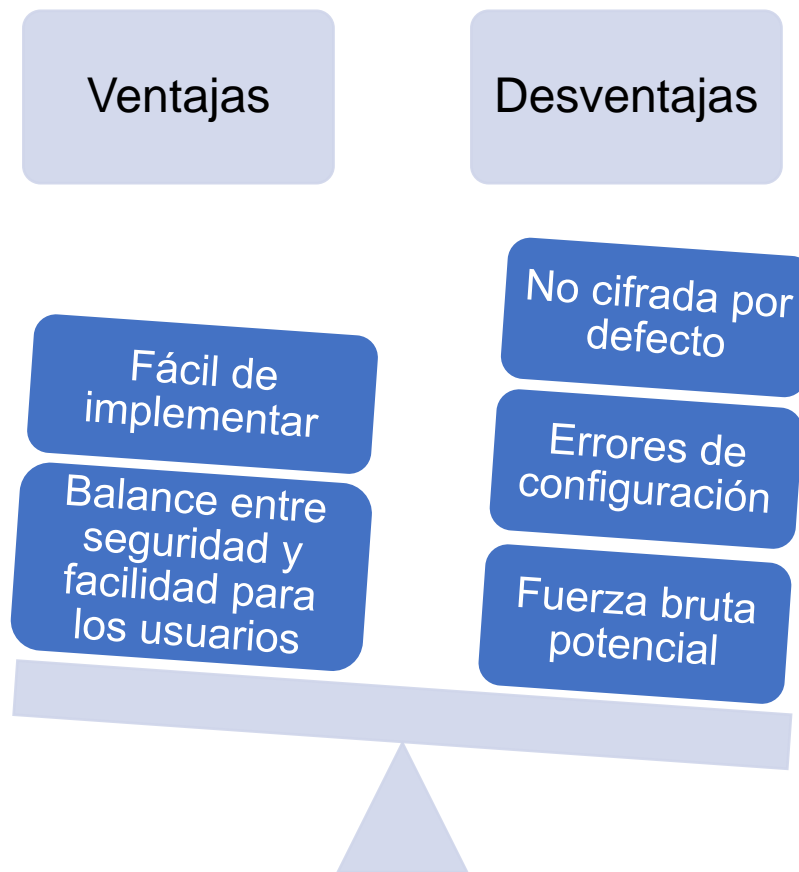 Ventajas
Desventajas
Fácil de
implementar
Balance entre
seguridad y
facilidad para
los usuarios
No cifrada por
defecto
Errores de
configuración
Fuerza bruta
potencial